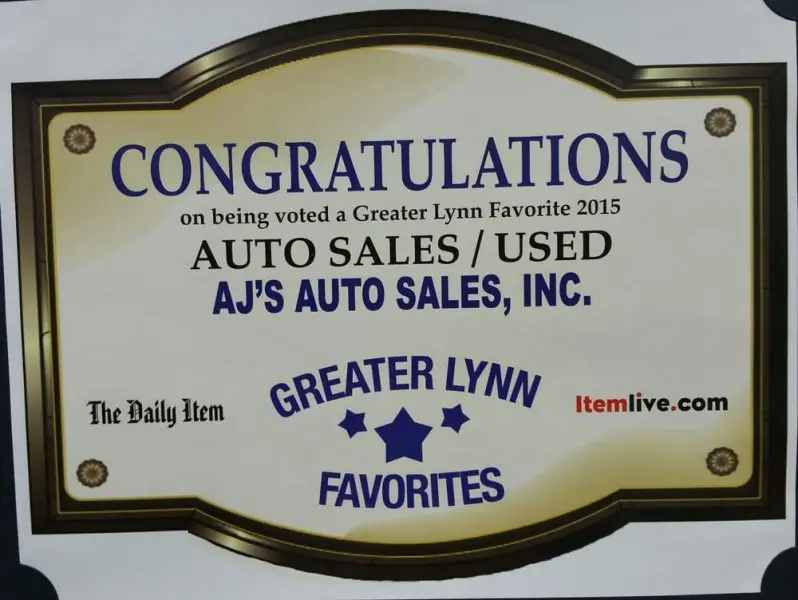 CONGRATULATIONS
on being voted a Greater Lynn Favorite 2015
AUTO SALES / USED
AJ'S AUTO SALES, INC.
GREATER LYNN
The Daily Item
Itemlive.com
FAVORITES